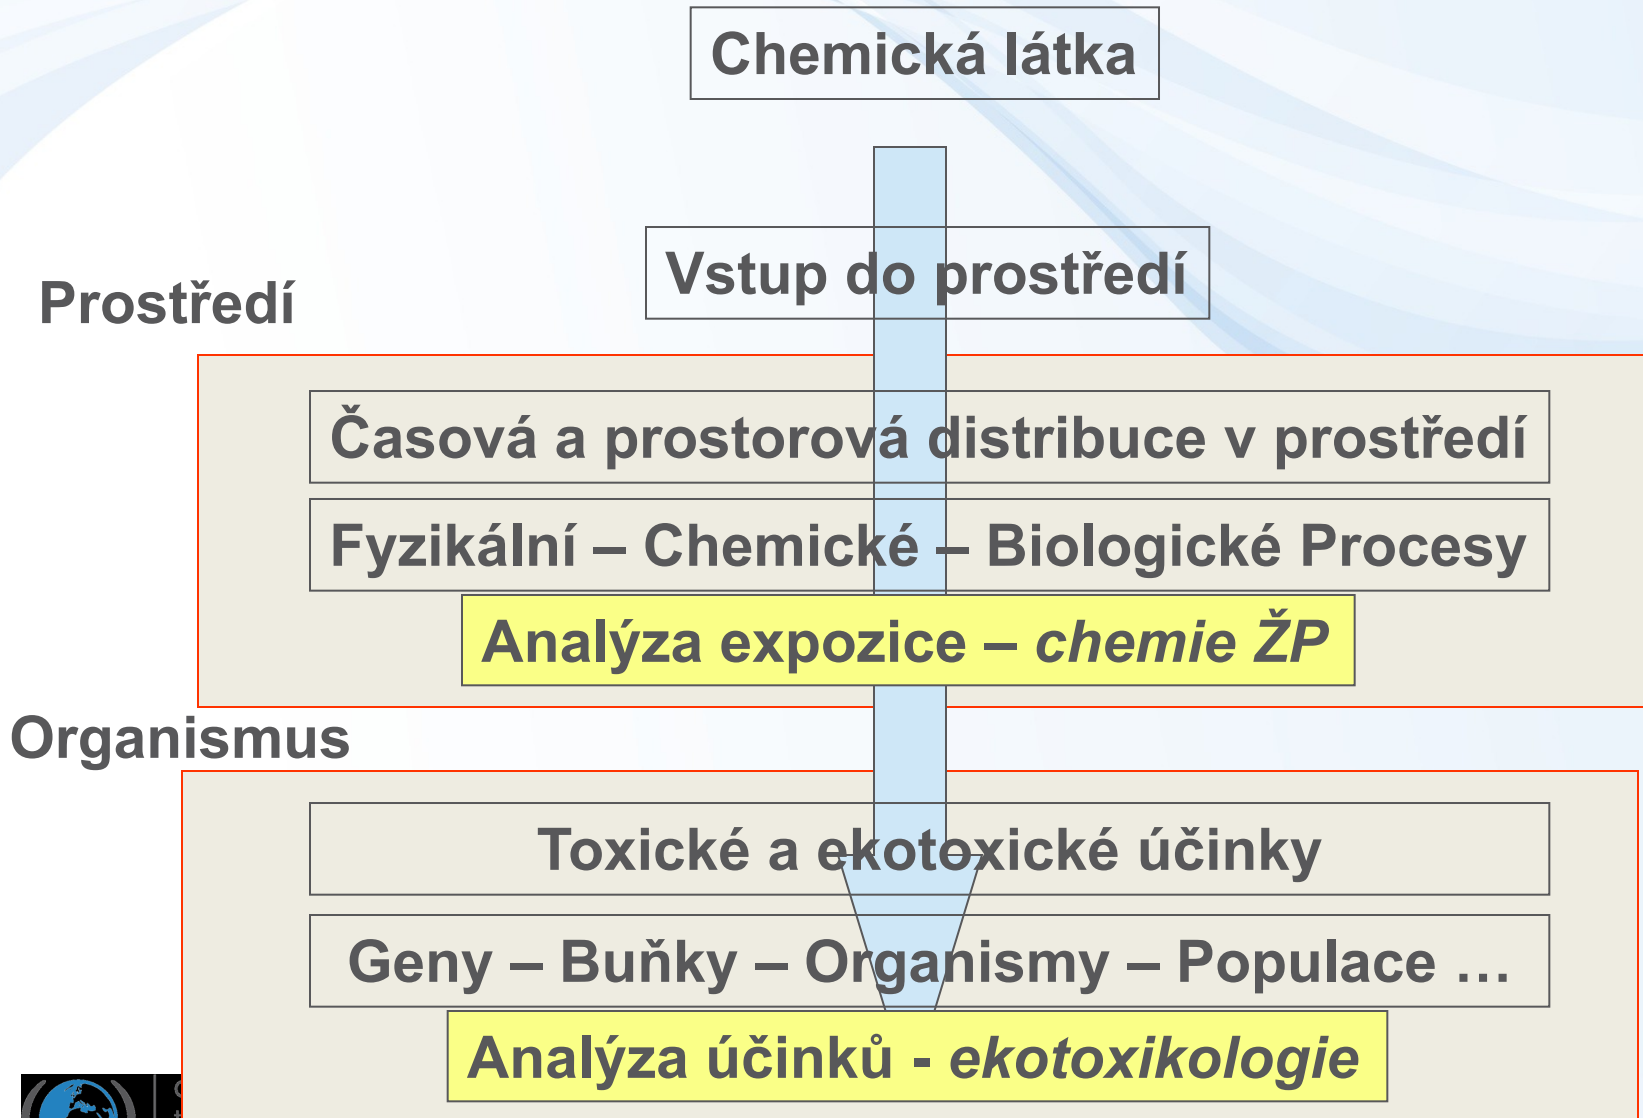 Chemická látka
Vstup do prostředí
Prostředí
Časová a prostorová distribuce v prostředí
Fyzikální – Chemické – Biologické Procesy
Analýza expozice – chemie ŽP
Organismus
Toxické a ekotoxické účinky
Geny – Buňky – Organismy – Populace …
Analýza účinků - ekotoxikologie